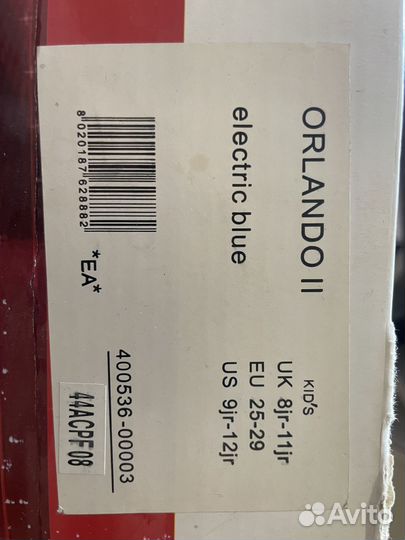 ORLANDO II
electric blue
KID'S
UK 8jr-11jr
EU 25-29
US 9jr-12jr
8 020187 628882
*EA*
400536-00003
44ACPF08
Avito